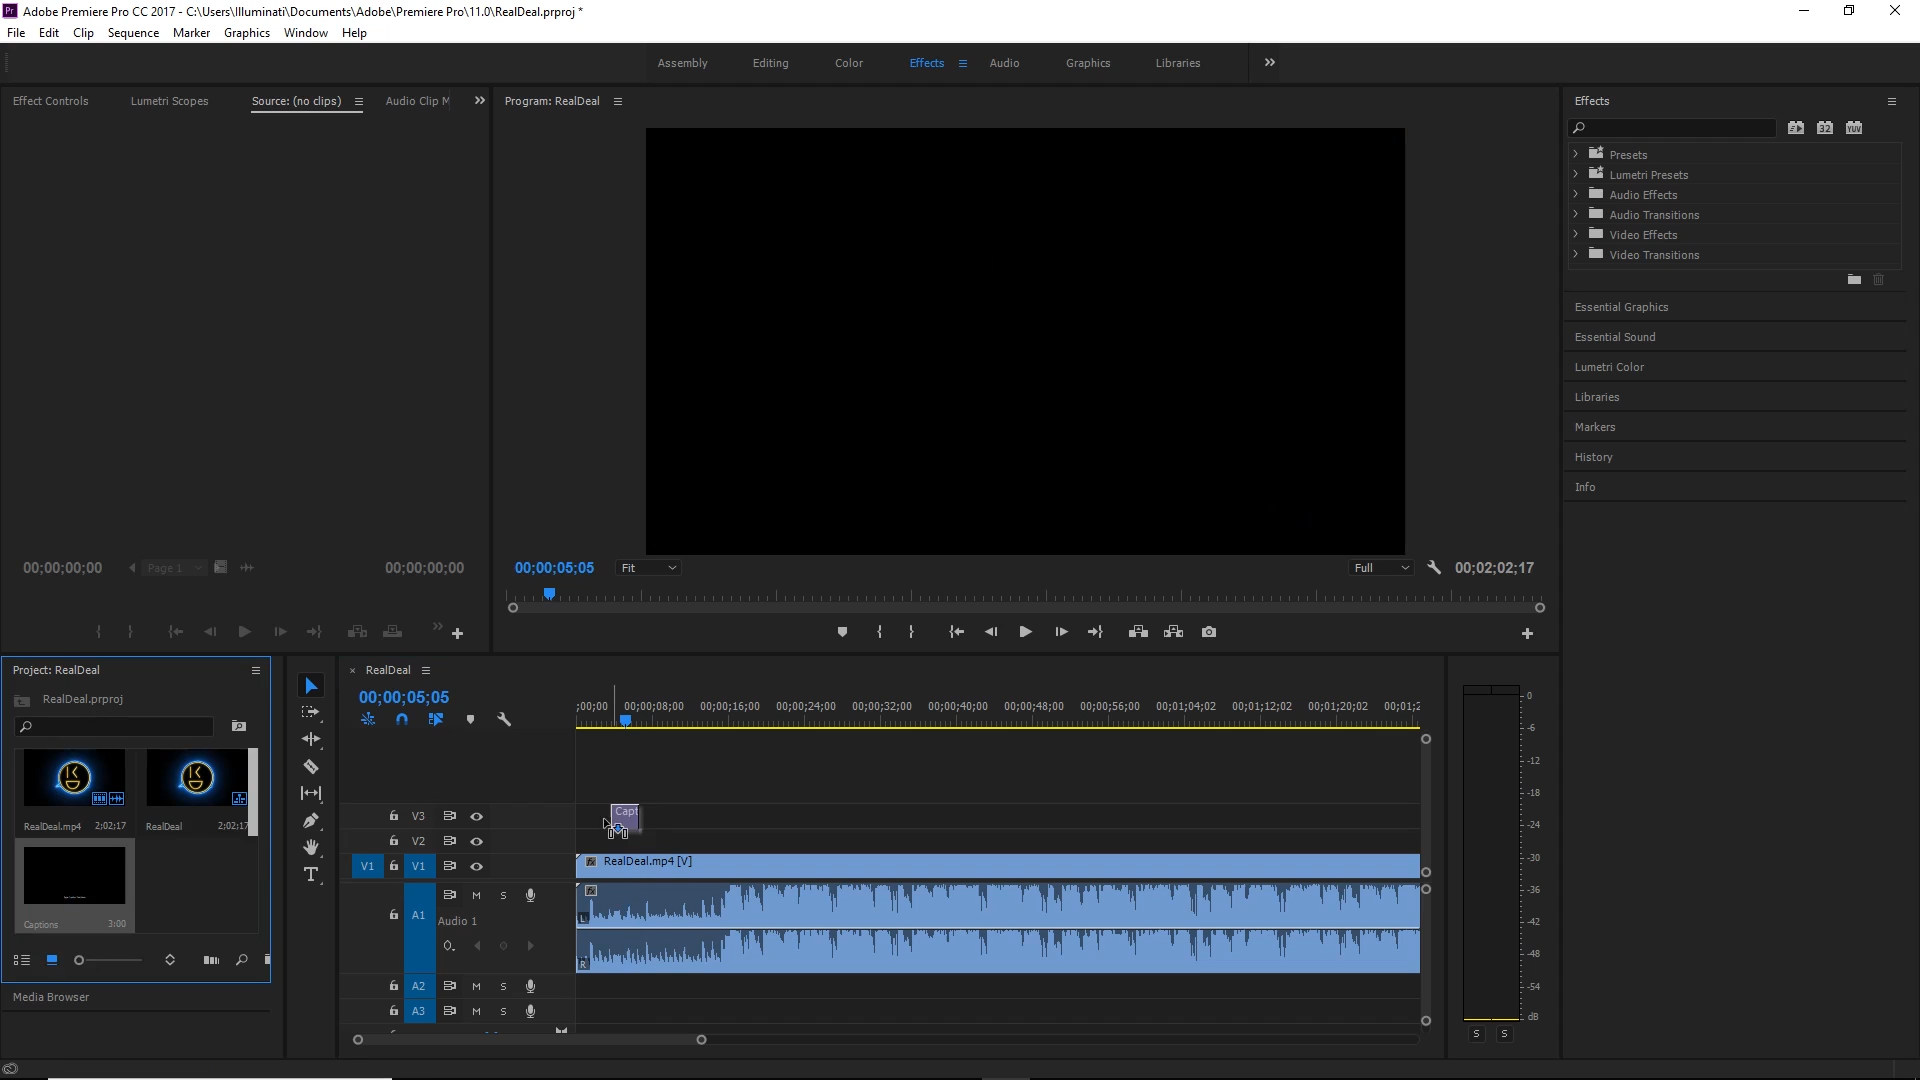 Adobe Premiere Pro CC 2017 - C:\Users\Illuminati\Documents\Adobe\Premiere Pro\11.0\RealDeal.prproj *
File Edit Clip Sequence Marker Graphics Window Help
Assembly Editing Color Effects Audio Graphics Libraries
Effect Controls Lumetri Scopes Source: (no clips) Audio Clip M
Program: RealDeal
Effects
Presets
Lumetri Presets
Audio Effects
Audio Transitions
Video Effects
Video Transitions
Essential Graphics
Essential Sound
Lumetri Color
Libraries
Markers
History
Info
00;00;00;00 Page 1 00;00;00;00
00;00;05;05 Fit Full 00;02;02;17
Project: RealDeal
RealDeal.prproj
RealDeal.mp4 2;02;17
RealDeal 2;02;17
Captions 3:00
Media Browser
× RealDeal
00;00;05;05
;00;00 00;00;08;00 00;00;16;00 00;00;24;00 00;00;32;00 00;00;40;00 00;00;48;00 00;00;56;00 00;01;04;02 00;01;12;02 00;01;20;02 00;01;2
V3 Capt
V2
V1 V1 RealDeal.mp4 [V]
A1 M S
Audio 1
L
R
A2 M S
A3 M S
0
-6
-12
-18
-24
-30
-36
-42
-48
-54
dB
S S